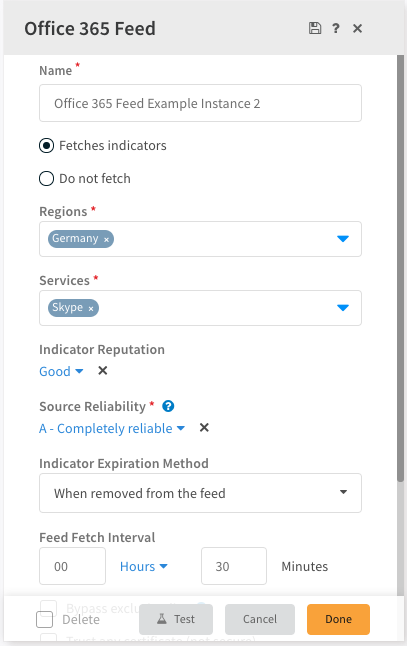 Office 365 Feed ? ×
Name *
Office 365 Feed Example Instance 2
Fetches indicators
Do not fetch
Regions *
Germany ×
Services *
Skype ×
Indicator Reputation
Good ×
Source Reliability * ?
A - Completely reliable ×
Indicator Expiration Method
When removed from the feed
Feed Fetch Interval
00 Hours 30 Minutes
Bypass exclu
Delete Test Cancel Done
Trust any certificate (not secure)